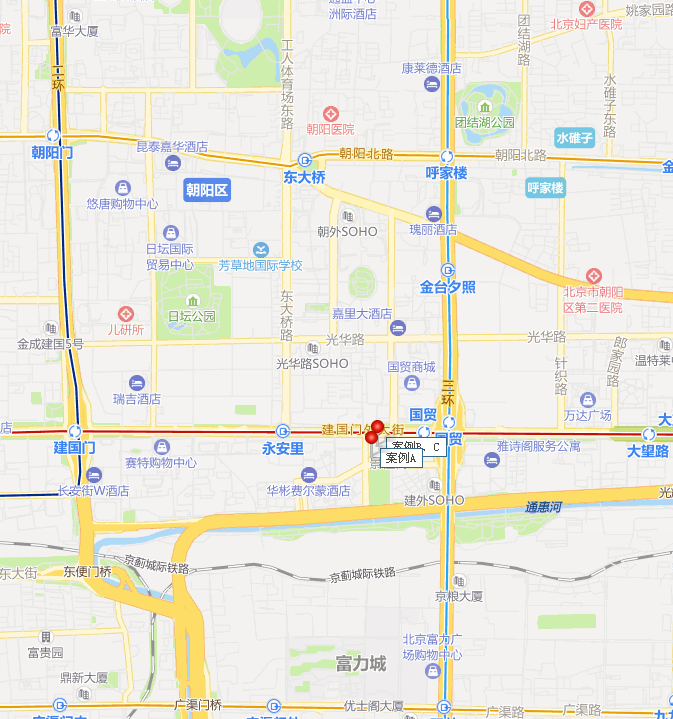 通盈中心
洲际酒店
姚家园路
北京妇产医院
富华大厦
二环
工人体育场东路
团结湖路
康莱德酒店
水碓子东路
团结湖公园
朝阳医院
水碓子
朝阳门
昆泰嘉华酒店
朝阳北路
朝阳北路
东大桥
呼家楼
朝阳区
呼家楼
悠唐购物中心
朝外SOHO
瑰丽酒店
日坛国际
贸易中心
芳草地国际学校
金台夕照
北京市朝阳
区第二医院
日坛公园
东大桥路
嘉里大酒店
儿研所
金成建国5号
光华路
光华路
郎家园路
光华路SOHO
温特莱中
国贸商城
针织路
瑞吉酒店
三环
国贸
万达广场
店
建国门外大街
建国门
永安里
国贸
大望路
案例B、C
案例A
赛特购物中心
雅诗阁服务公寓
长安街W酒店
华彬费尔蒙酒店
建外SOHO
光
通惠河
京蓟城际铁路
京蓟城际铁路
东大街
东便门桥
京粮大厦
富贵园
富力城
北京富力广
场购物中心
鼎新大厦
广渠门桥
优士阁大厦
广渠路
广渠路